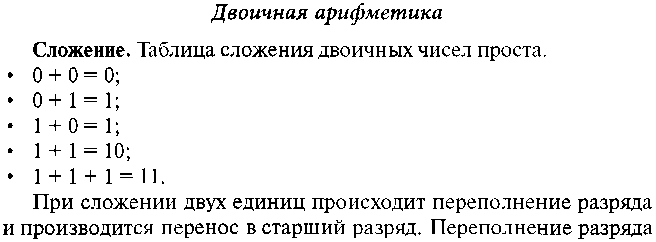 Двоичная арифметика
Сложение. Таблица сложения двоичных чисел проста.
• 0 + 0 = 0;
• 0 + 1 = 1;
• 1 + 0 = 1;
• 1 + 1 = 10;
• 1 + 1 + 1 = 11.
При сложении двух единиц происходит переполнение разряда
и производится перенос в старший разряд. Переполнение разряда